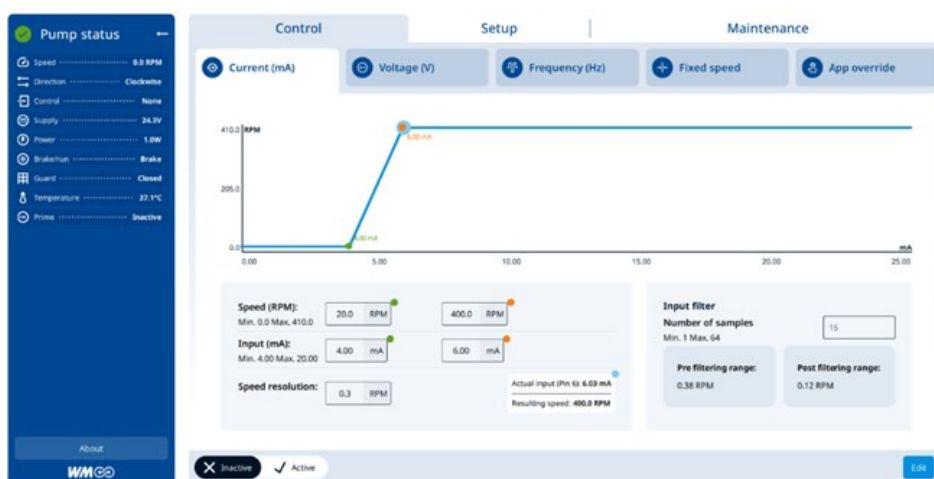 Pump status
Speed 0.0 RPM
Direction Clockwise
Control None
Supply 24.3V
Power 1.0W
Brake/run Brake
Guard Closed
Temperature 37.1°C
Prime Inactive
About
WM
Control Setup Maintenance
Current (mA) Voltage (V) Frequency (Hz) Fixed speed App override
410.0 RPM
6.00 mA
205.0
4.00 mA
0.0
mA
0.00 5.00 10.00 15.00 20.00 25.00
Speed (RPM):
Min. 0.0 Max. 410.0
20.0 RPM
400.0 RPM
Input (mA):
Min. 4.00 Max. 20.00
4.00 mA
6.00 mA
Speed resolution:
0.3 RPM
Actual input (Pin 6): 6.03 mA
Resulting speed: 400.0 RPM
Input filter
Number of samples
Min. 1 Max. 64
15
Pre filtering range:
0.38 RPM
Post filtering range:
0.12 RPM
Inactive Active
Edit